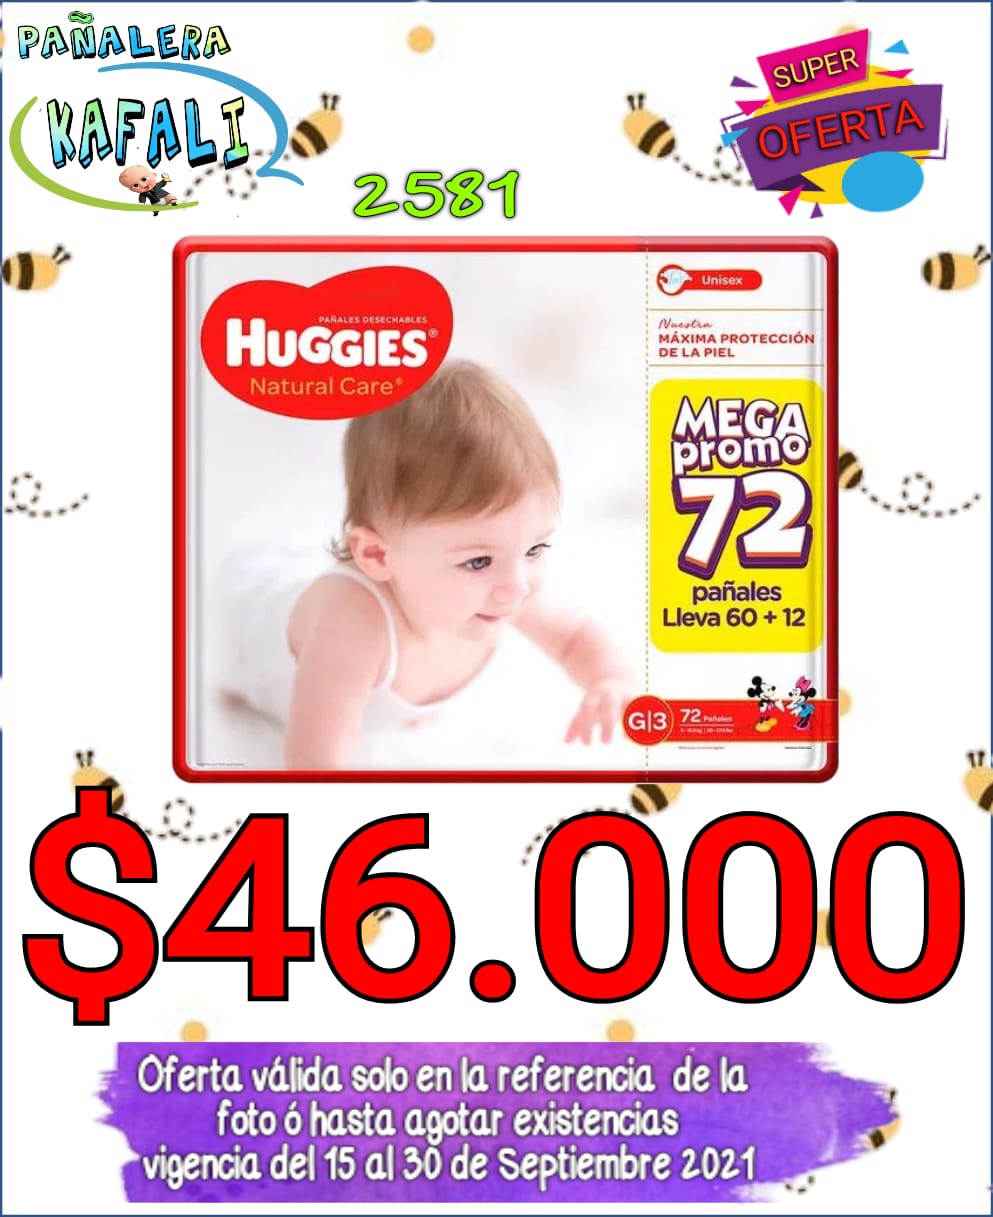 PAÑALERA
KAFALI
SUPER
OFERTA
2581
PAÑALES DESECHABLES
HUGGIES®
Natural Care®
Unisex
Nuestra
MÁXIMA PROTECCIÓN
DE LA PIEL
MEGA
promo
72
pañales
Lleva 60 + 12
G|3
72 Pañales
$46.000
Oferta válida solo en la referencia de la
foto ó hasta agotar existencias
vigencia del 15 al 30 de Septiembre 2021